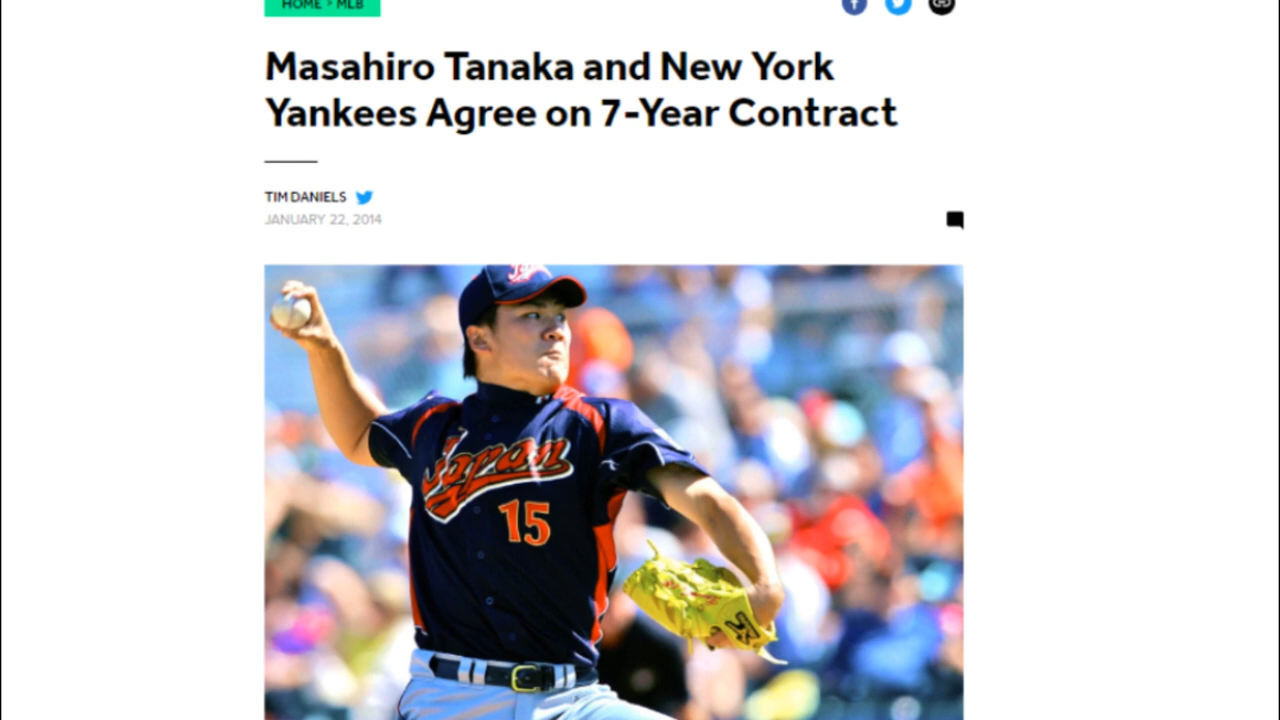 HOME > MLB
Masahiro Tanaka and New York
Yankees Agree on 7-Year Contract
TIM DANIELS
JANUARY 22, 2014
Japan
15